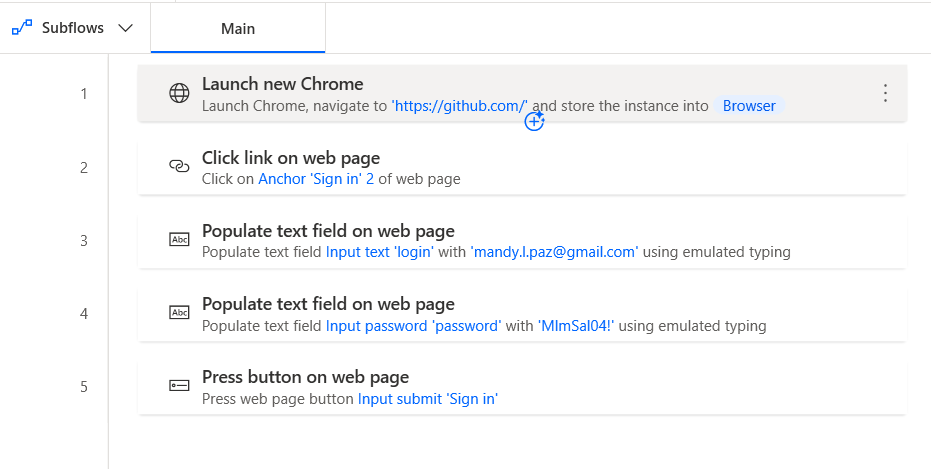 Subflows
Main
1
Launch new Chrome
Launch Chrome, navigate to 'https://github.com/' and store the instance into Browser
2
Click link on web page
Click on Anchor 'Sign in' 2 of web page
3
Populate text field on web page
Populate text field Input text 'login' with 'mandy.l.paz@gmail.com' using emulated typing
4
Abc
Populate text field on web page
Populate text field Input password 'password' with 'MlmSal04!' using emulated typing
Abc
5
Press button on web page
Press web page button Input submit 'Sign in'